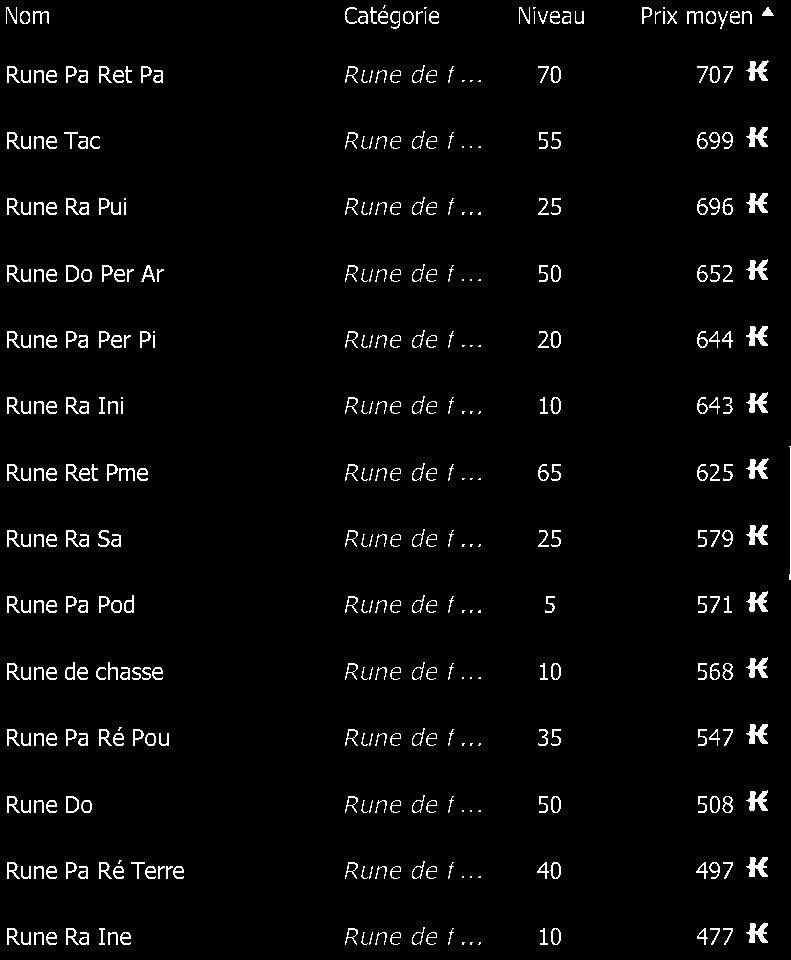 Nom Catégorie Niveau Prix moyen
Rune Pa Ret Pa Rune de f... 70 707
Rune Tac Rune de f... 55 699
Rune Ra Pui Rune de f... 25 696
Rune Do Per Ar Rune de f... 50 652
Rune Pa Per Pi Rune de f... 20 644
Rune Ra Ini Rune de f... 10 643
Rune Ret Pme Rune de f... 65 625
Rune Ra Sa Rune de f... 25 579
Rune Pa Pod Rune de f... 5 571
Rune de chasse Rune de f... 10 568
Rune Pa Ré Pou Rune de f... 35 547
Rune Do Rune de f... 50 508
Rune Pa Ré Terre Rune de f... 40 497
Rune Ra Ine Rune de f... 10 477